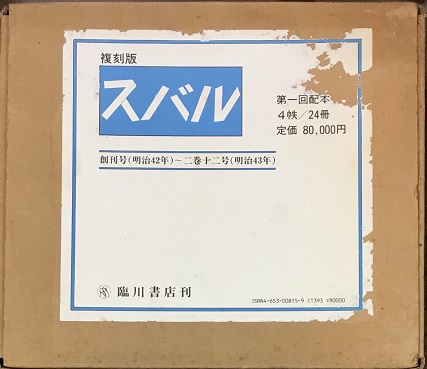 複刻版
スバル
第一回配本
4帙/24冊
定価 80,000円
創刊号(明治42年)~二巻十二号(明治43年)
臨川書店刊
ISBN4-653-00815-9 C1393 ¥80000